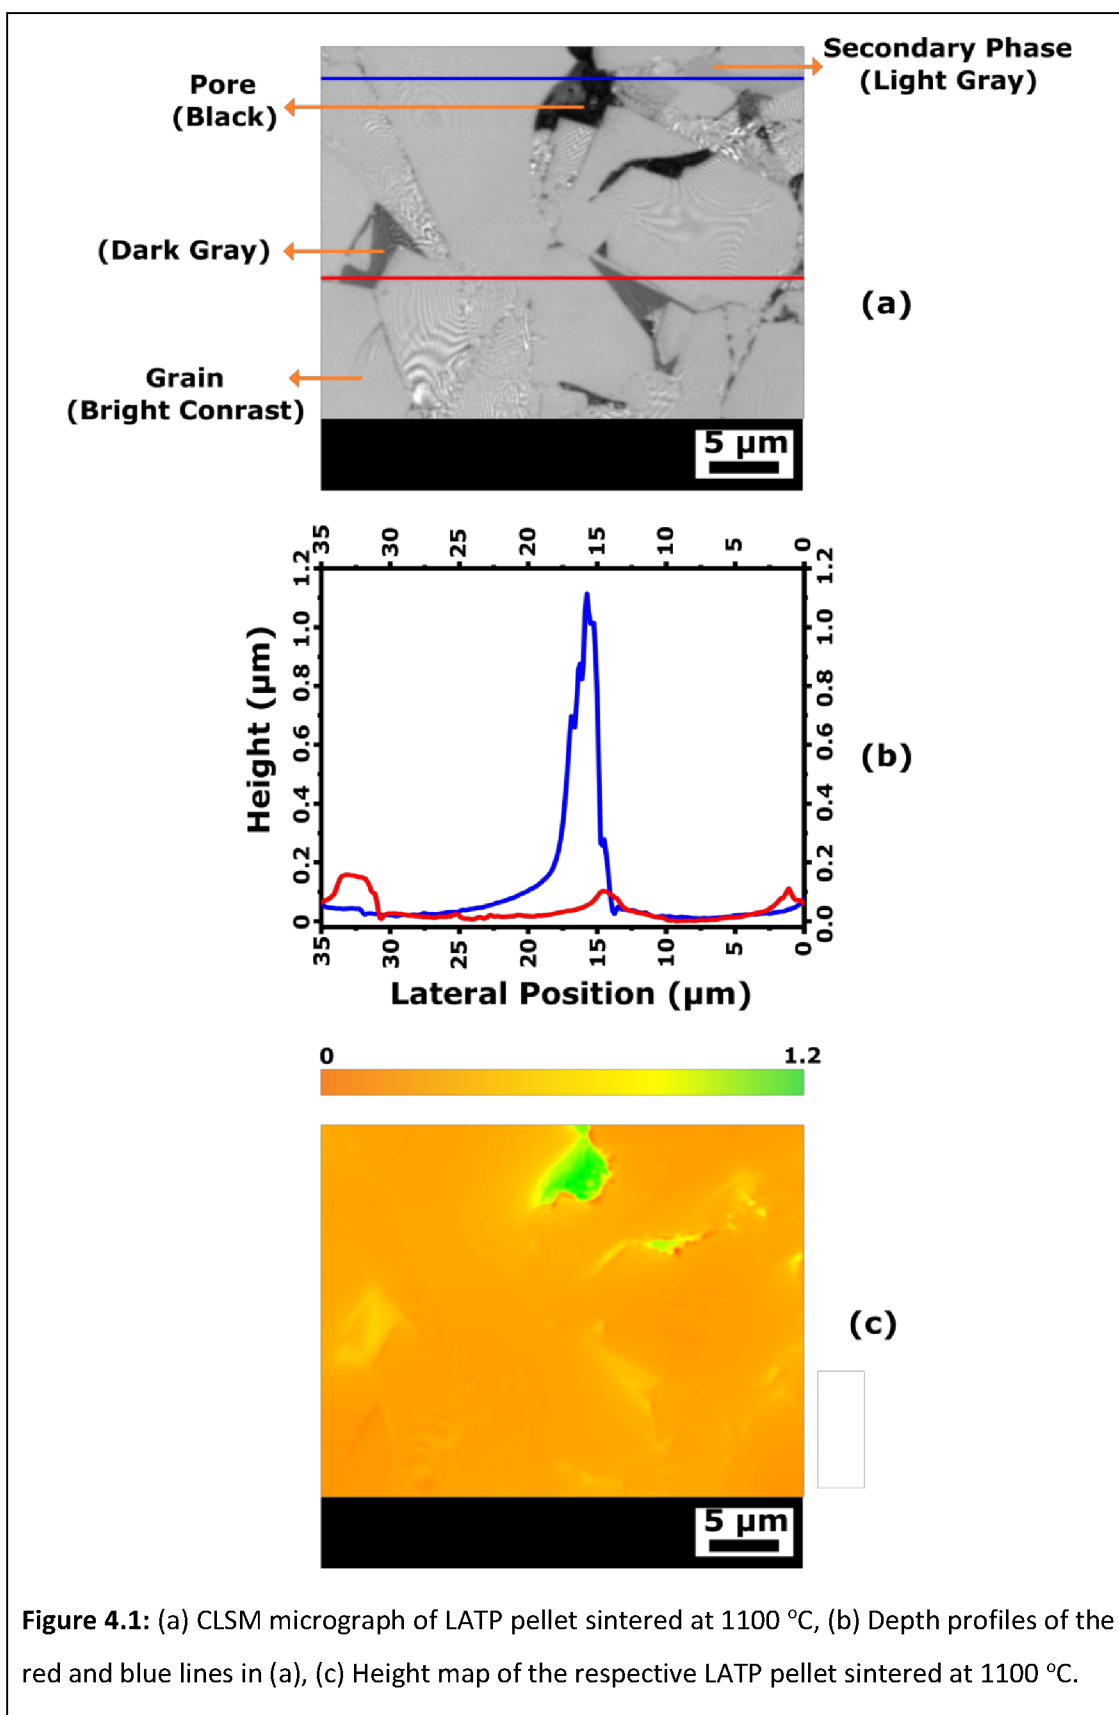 Secondary Phase
(Light Gray)
Pore
(Black)
(Dark Gray)
(a)
Grain
(Bright Conrast)
5 µm
35 30 25 20 15 10 5 0
1.2 1.2
1.0 1.0
0.8 0.8
0.6 0.6
0.4 0.4
0.2 0.2
0 0.0
Height (µm)
(b)
35 30 25 20 15 10 5 0
Lateral Position (µm)
0 1.2
(c)
5 µm
Figure 4.1: (a) CLSM micrograph of LATP pellet sintered at 1100 °C, (b) Depth profiles of the
red and blue lines in (a), (c) Height map of the respective LATP pellet sintered at 1100 °C.